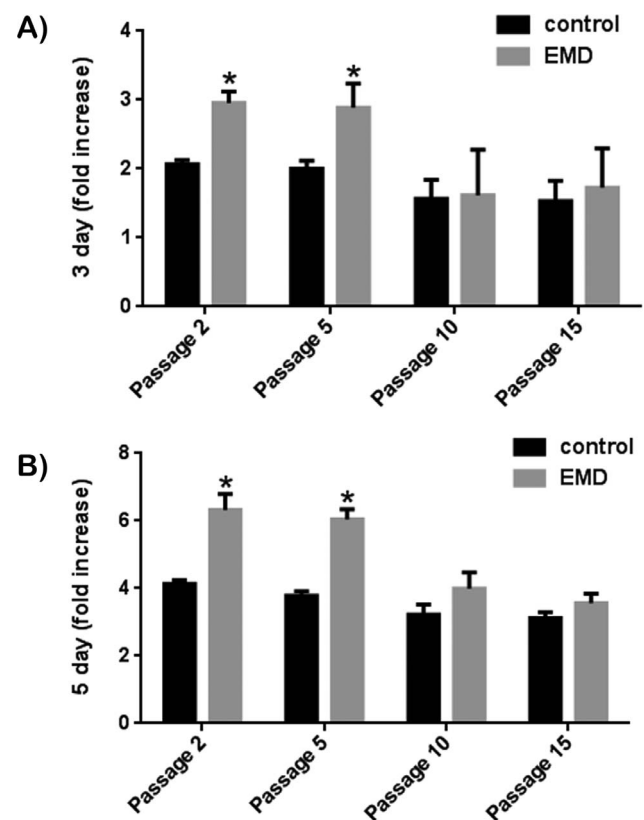 A)
control
EMD
3 day (fold increase)
4
3
2
1
0
*
*
Passage 2
Passage 5
Passage 10
Passage 15
B)
control
EMD
5 day (fold increase)
8
6
4
2
0
*
*
Passage 2
Passage 5
Passage 10
Passage 15